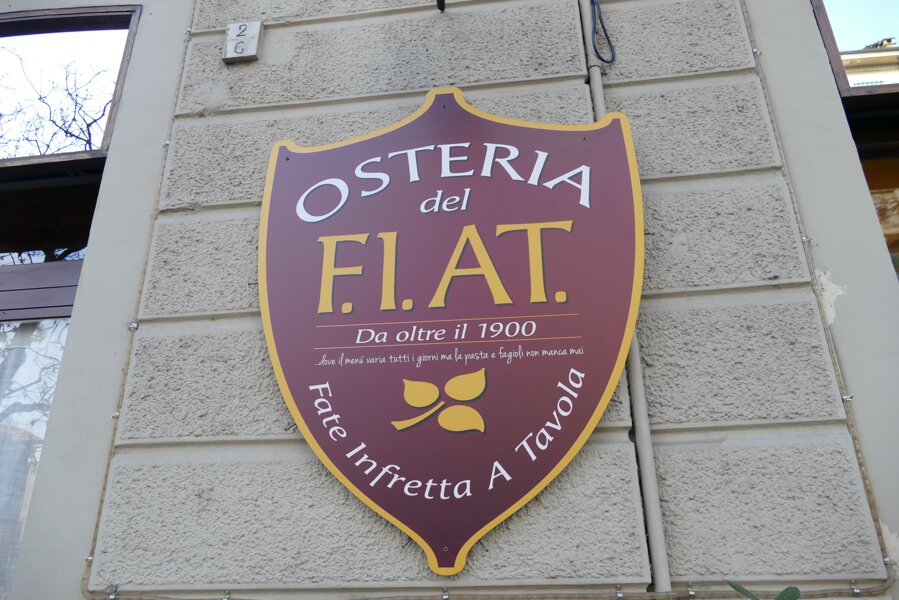 2
G
OSTERIA
del
F.I.AT.
Da oltre il 1900
...dove il menù varia tutti i giorni ma la pasta e fagioli non manca mai
Fate Infretta A Tavola